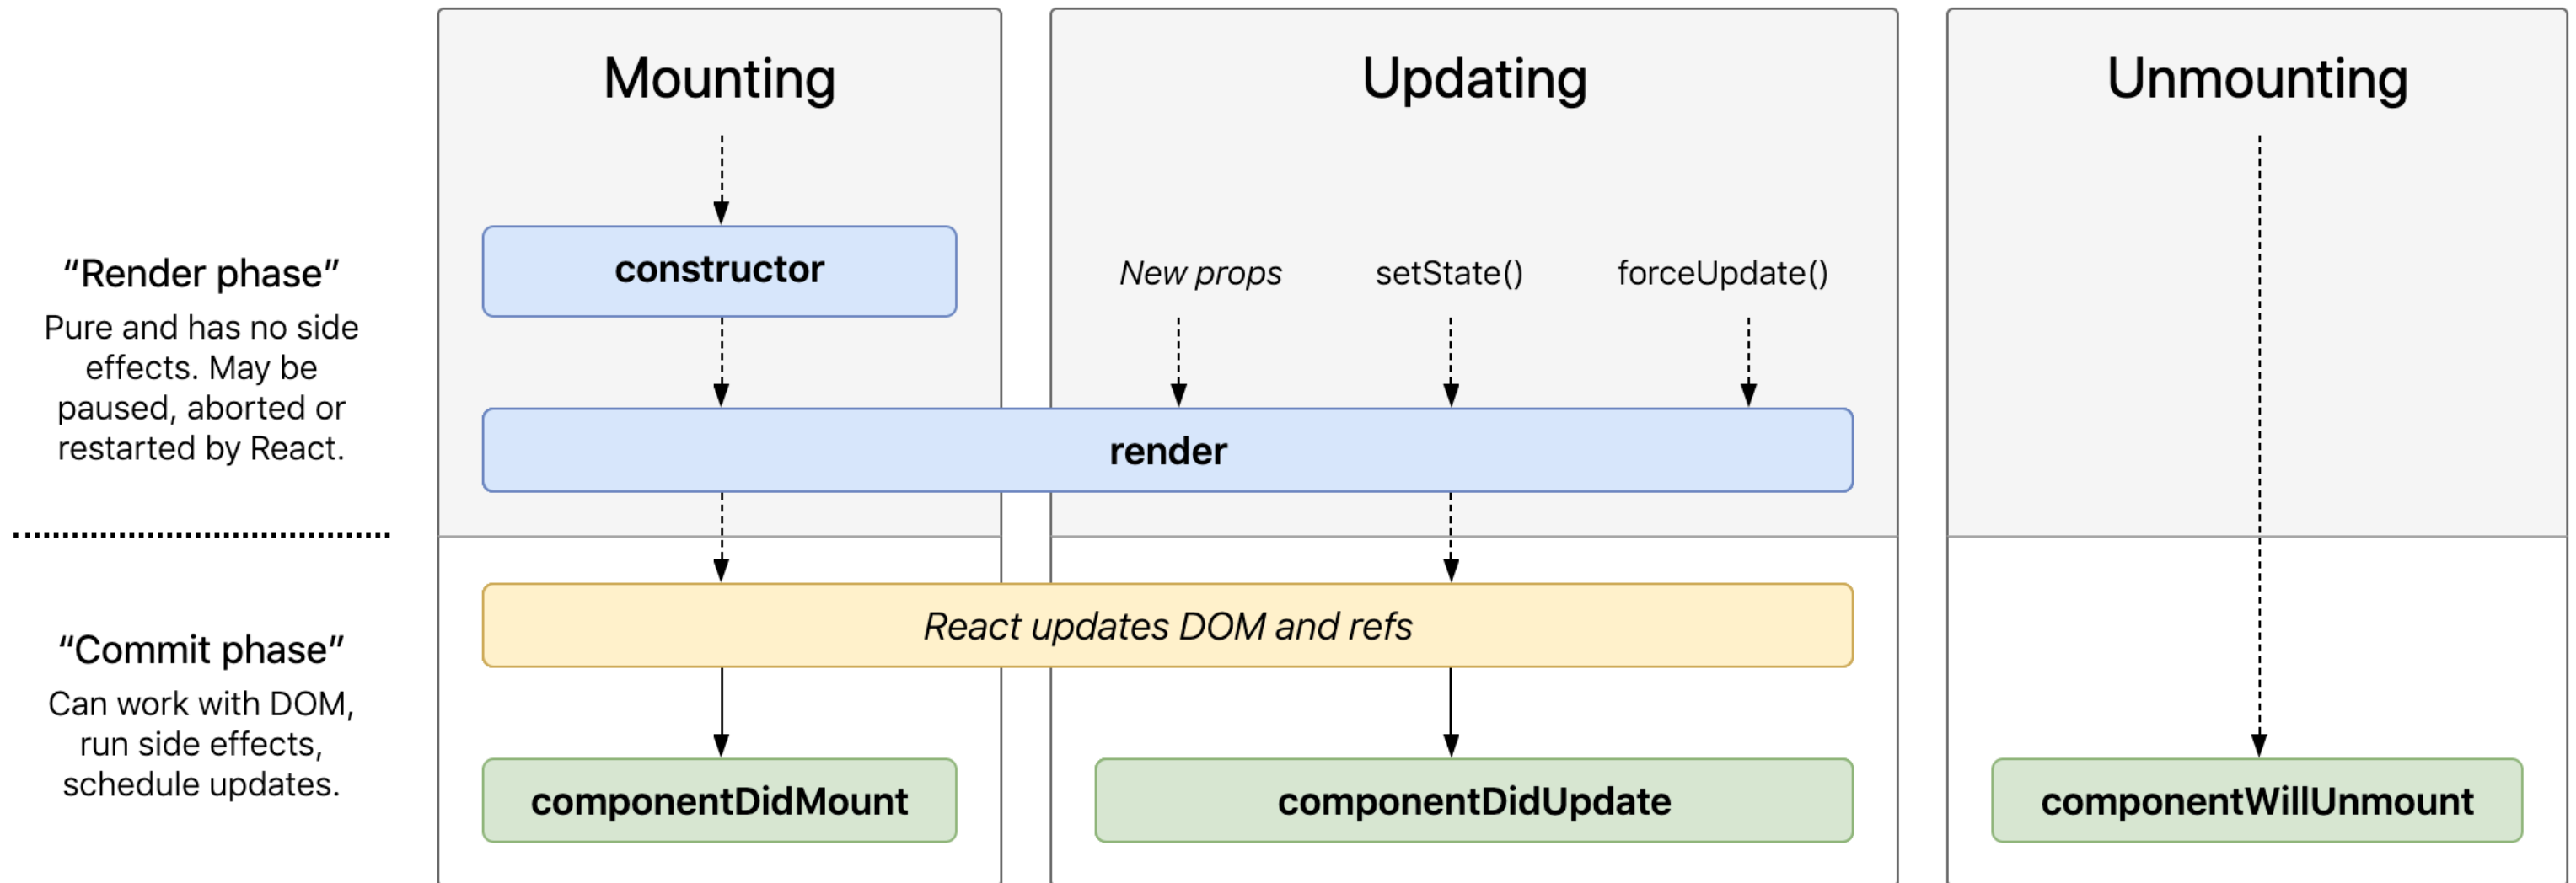 Mounting
Updating
Unmounting
“Render phase”
Pure and has no side
effects. May be
paused, aborted or
restarted by React.
constructor
New props
setState()
forceUpdate()
render
“Commit phase”
Can work with DOM,
run side effects,
schedule updates.
React updates DOM and refs
componentDidMount
componentDidUpdate
componentWillUnmount